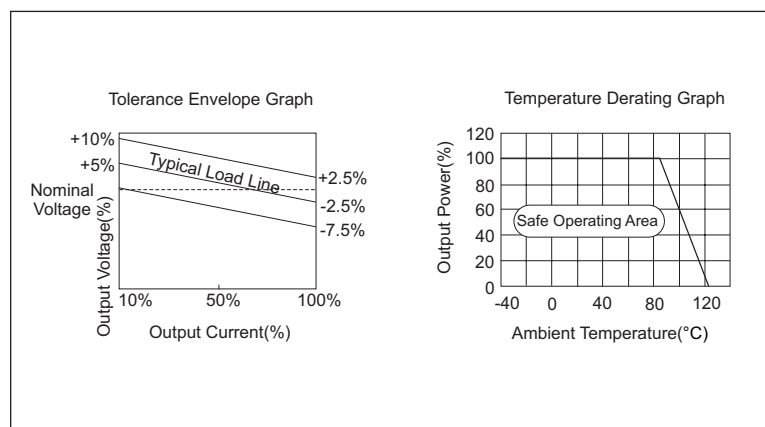 Tolerance Envelope Graph
+10%
+5%
Typical Load Line
Nominal
Voltage
+2.5%
-2.5%
-7.5%
Output Voltage(%)
10%
50%
100%
Output Current(%)
Temperature Derating Graph
120
100
80
60
40
20
0
Output Power(%)
Safe Operating Area
-40
0
40
80
120
Ambient Temperature(°C)